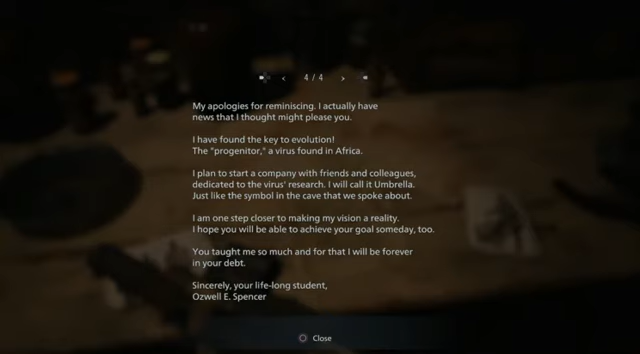 4 / 4
My apologies for reminiscing. I actually have
news that I thought might please you.
I have found the key to evolution!
The "progenitor," a virus found in Africa.
I plan to start a company with friends and colleagues,
dedicated to the virus' research. I will call it Umbrella.
Just like the symbol in the cave that we spoke about.
I am one step closer to making my vision a reality.
I hope you will be able to achieve your goal someday, too.
You taught me so much and for that I will be forever
in your debt.
Sincerely, your life-long student,
Ozwell E. Spencer
Close